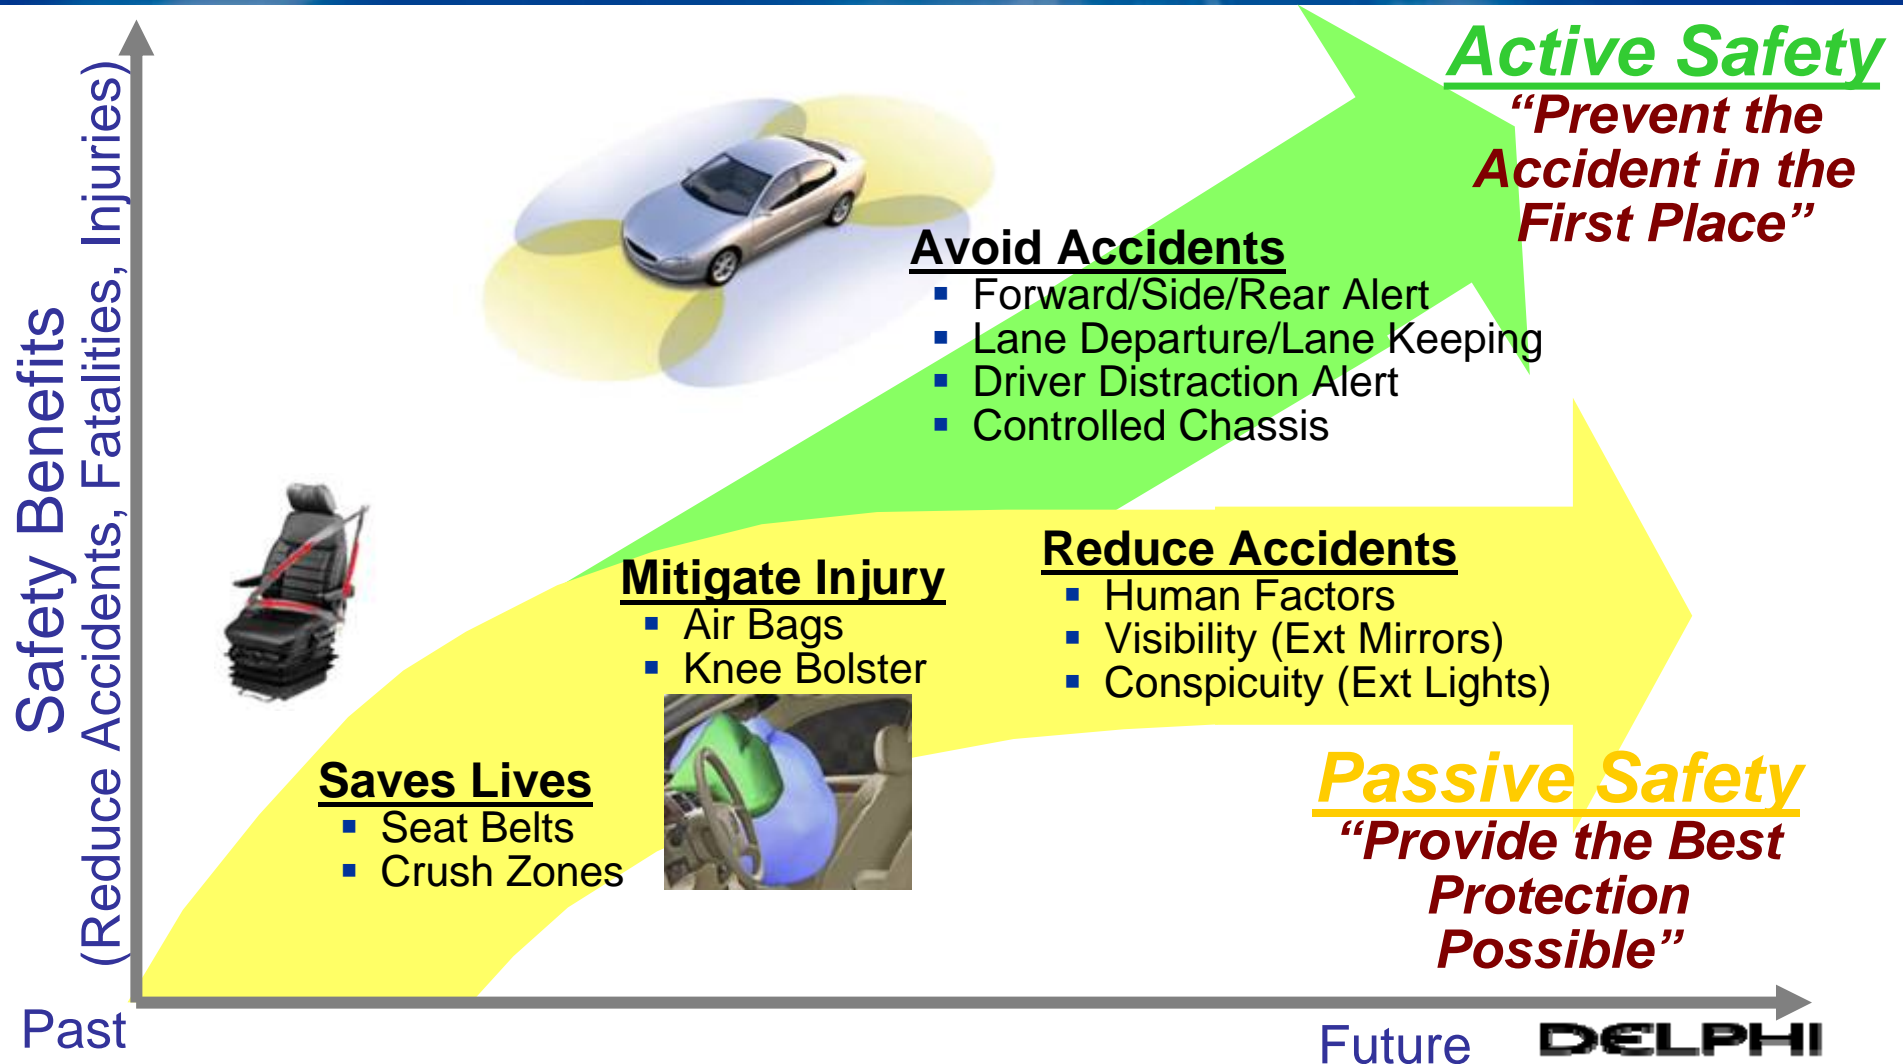 Active Safety
“Prevent the
Accident in the
First Place”
Avoid Accidents
Forward/Side/Rear Alert
Lane Departure/Lane Keeping
Driver Distraction Alert
Controlled Chassis
Safety Benefits
(Reduce Accidents, Fatalities, Injuries)
Mitigate Injury
Air Bags
Knee Bolster
Reduce Accidents
Human Factors
Visibility (Ext Mirrors)
Conspicuity (Ext Lights)
Saves Lives
Seat Belts
Crush Zones
Passive Safety
“Provide the Best
Protection
Possible”
Past
Future
DELPHI